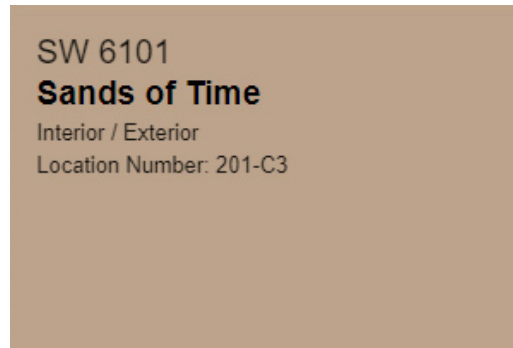 SW 6101
Sands of Time
Interior / Exterior
Location Number: 201-C3